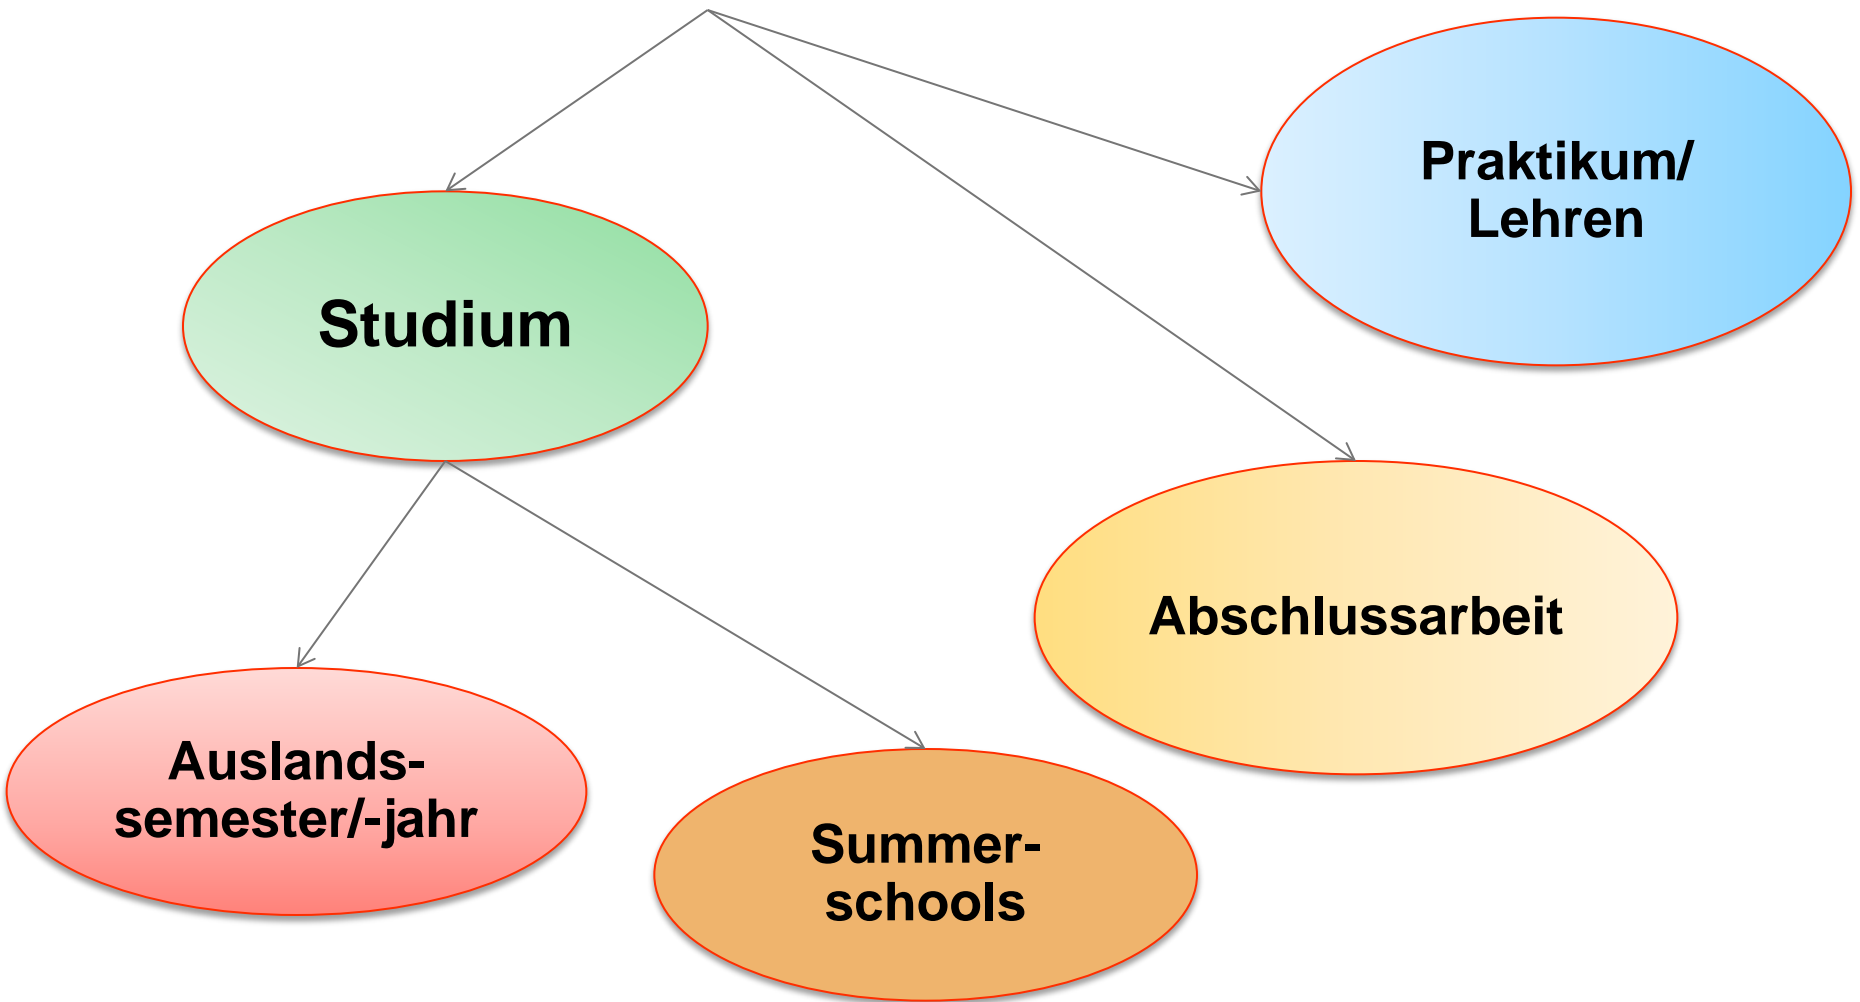 Praktikum/
Lehren
Studium
Abschlussarbeit
Auslands-
semester/-jahr
Summer-
schools